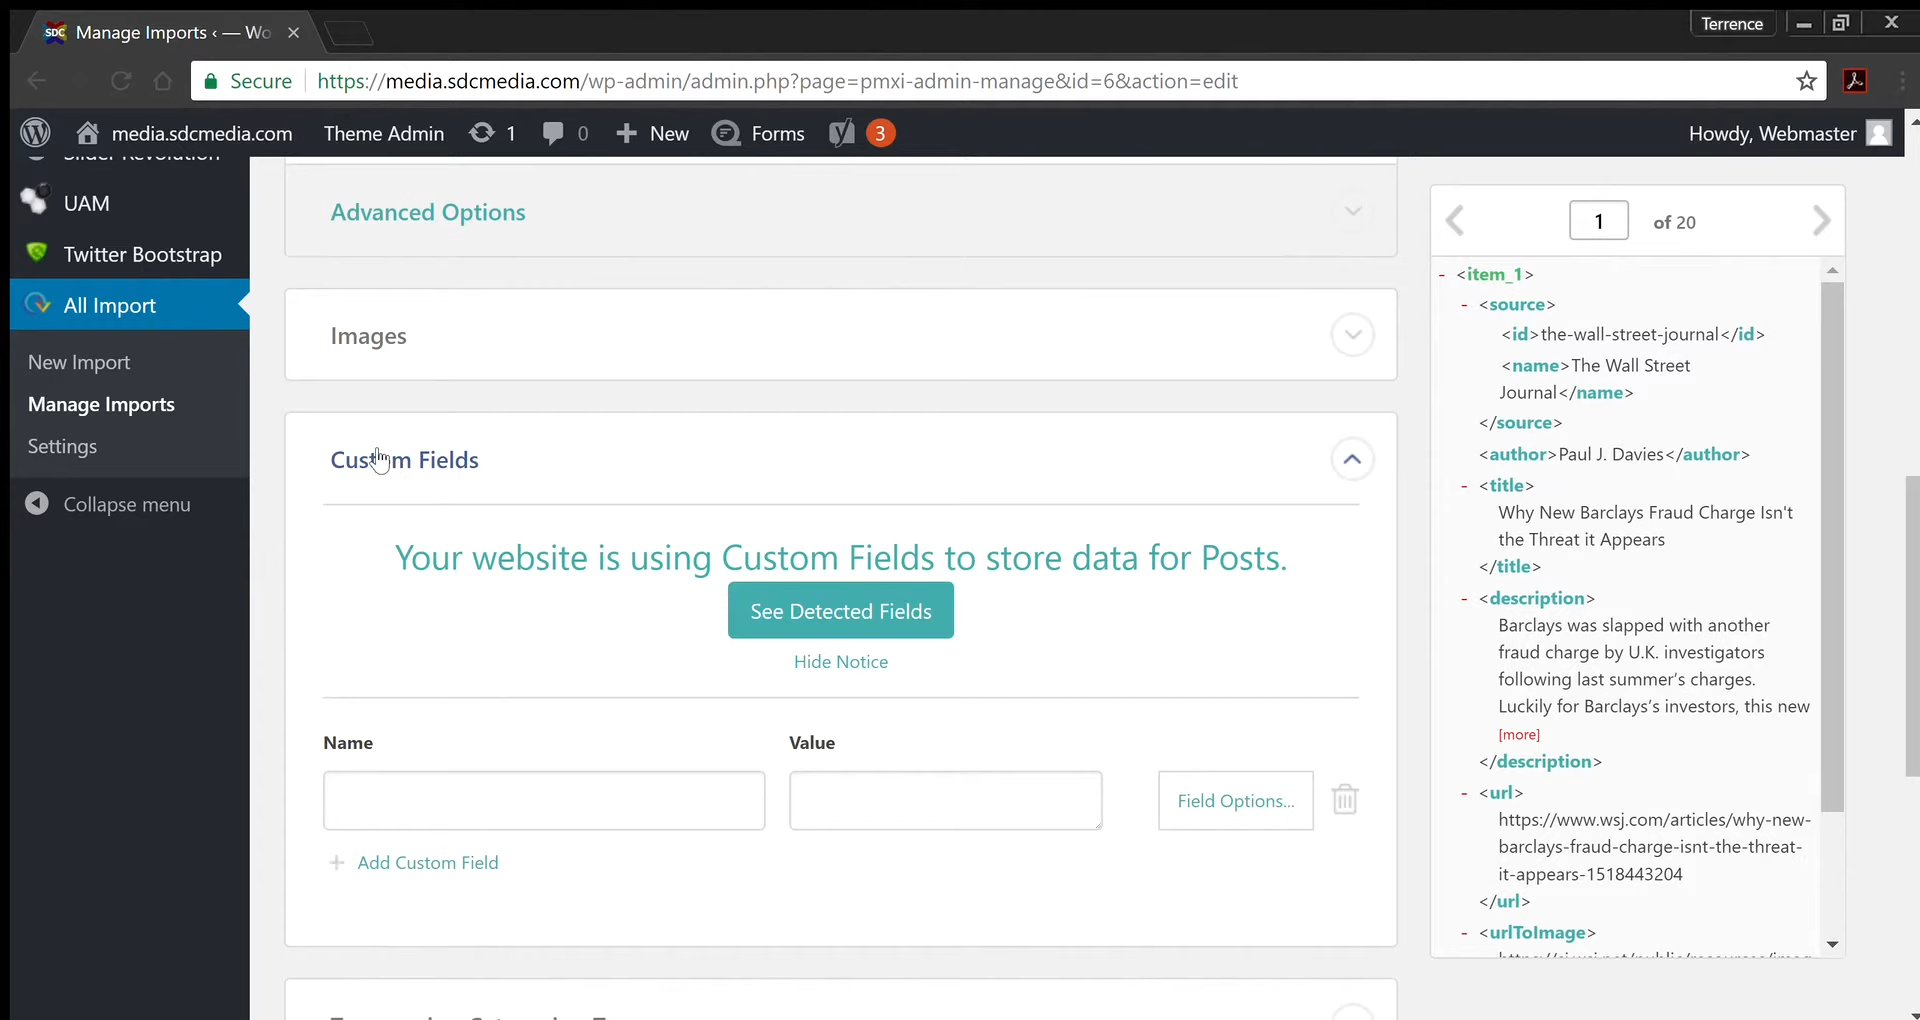 Manage Imports ‹ — Wo
Terrence
Secure
https://media.sdcmedia.com/wp-admin/admin.php?page=pmxi-admin-manage&id=6&action=edit
media.sdcmedia.com
Theme Admin
1
0
New
Forms
3
Howdy, Webmaster
Slider Revolution
UAM
Twitter Bootstrap
All Import
New Import
Manage Imports
Settings
Collapse menu
Advanced Options
Images
Custom Fields
Your website is using Custom Fields to store data for Posts.
See Detected Fields
Hide Notice
Name
Value
Field Options...
Add Custom Field
1 of 20
- <item_1>
- <source>
<id>the-wall-street-journal</id>
<name>The Wall Street
Journal</name>
</source>
<author>Paul J. Davies</author>
- <title>
Why New Barclays Fraud Charge Isn't
the Threat it Appears
</title>
- <description>
Barclays was slapped with another
fraud charge by U.K. investigators
following last summer’s charges.
Luckily for Barclays’s investors, this new
[more]
</description>
- <url>
https://www.wsj.com/articles/why-new-
barclays-fraud-charge-isnt-the-threat-
it-appears-1518443204
</url>
- <urlToImage>